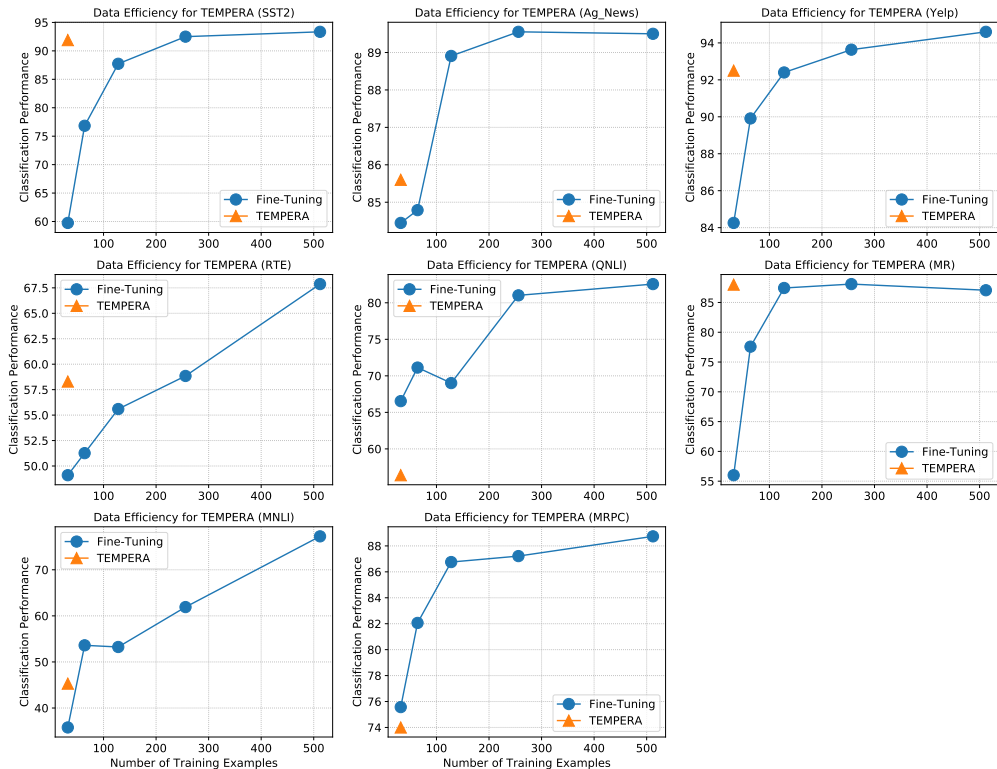 Data Efficiency for TEMPERA (SST2)
Classification Performance
95
90
85
80
75
70
65
60
100 200 300 400 500
Fine-Tuning
TEMPERA
Data Efficiency for TEMPERA (Ag_News)
Classification Performance
89
88
87
86
85
100 200 300 400 500
Fine-Tuning
TEMPERA
Data Efficiency for TEMPERA (Yelp)
Classification Performance
94
92
90
88
86
84
100 200 300 400 500
Fine-Tuning
TEMPERA
Data Efficiency for TEMPERA (RTE)
Classification Performance
67.5
65.0
62.5
60.0
57.5
55.0
52.5
50.0
100 200 300 400 500
Fine-Tuning
TEMPERA
Data Efficiency for TEMPERA (QNLI)
Classification Performance
80
75
70
65
60
100 200 300 400 500
Fine-Tuning
TEMPERA
Data Efficiency for TEMPERA (MR)
Classification Performance
85
80
75
70
65
60
55
100 200 300 400 500
Fine-Tuning
TEMPERA
Data Efficiency for TEMPERA (MNLI)
Classification Performance
70
60
50
40
100 200 300 400 500
Number of Training Examples
Fine-Tuning
TEMPERA
Data Efficiency for TEMPERA (MRPC)
Classification Performance
88
86
84
82
80
78
76
74
100 200 300 400 500
Number of Training Examples
Fine-Tuning
TEMPERA